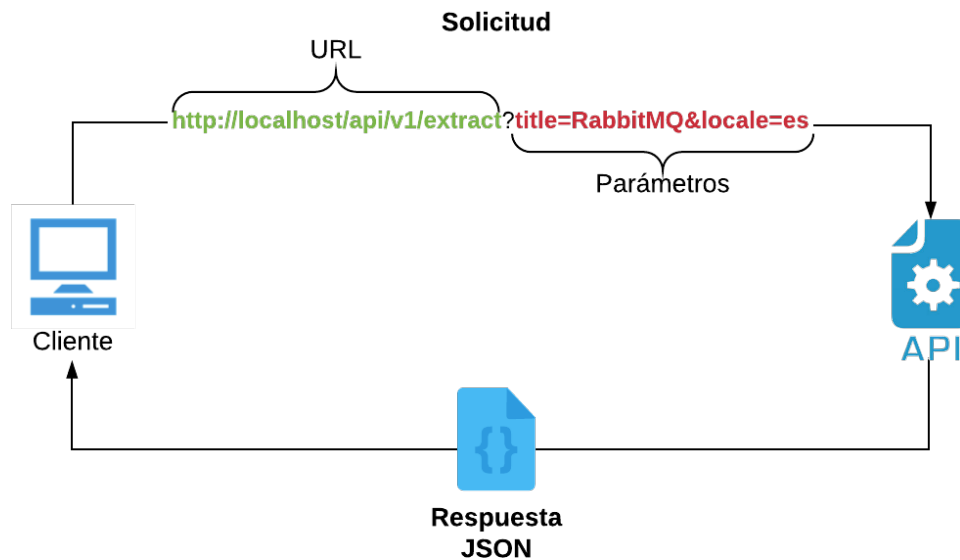 Solicitud
URL
http://localhost/api/v1/extract?title=RabbitMQ&locale=es
Parámetros
Cliente
API
{}
Respuesta
JSON